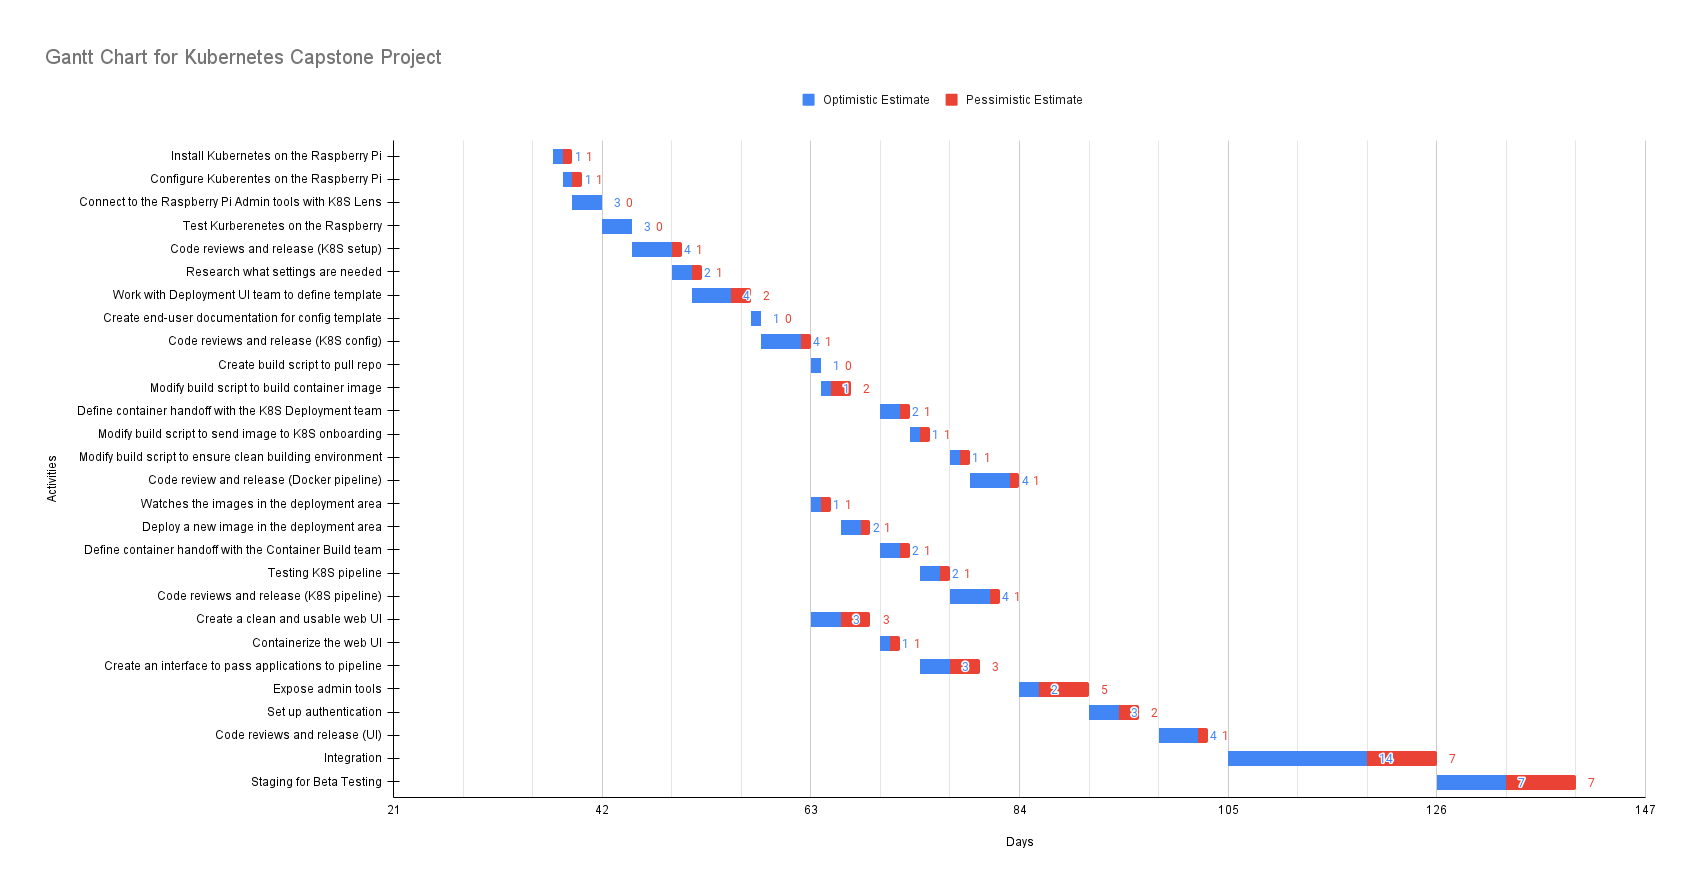 Gantt Chart for Kubernetes Capstone Project
Optimistic Estimate Pessimistic Estimate
Activities
Install Kubernetes on the Raspberry Pi 1 1
Configure Kuberentes on the Raspberry Pi 1 1
Connect to the Raspberry Pi Admin tools with K8S Lens 3 0
Test Kurberenetes on the Raspberry 3 0
Code reviews and release (K8S setup) 4 1
Research what settings are needed 2 1
Work with Deployment UI team to define template 4 2
Create end-user documentation for config template 1 0
Code reviews and release (K8S config) 4 1
Create build script to pull repo 1 0
Modify build script to build container image 1 2
Define container handoff with the K8S Deployment team 2 1
Modify build script to send image to K8S onboarding 1 1
Modify build script to ensure clean building environment 1 1
Code review and release (Docker pipeline) 4 1
Watches the images in the deployment area 1 1
Deploy a new image in the deployment area 2 1
Define container handoff with the Container Build team 2 1
Testing K8S pipeline 2 1
Code reviews and release (K8S pipeline) 4 1
Create a clean and usable web UI 3 3
Containerize the web UI 1 1
Create an interface to pass applications to pipeline 3 3
Expose admin tools 2 5
Set up authentication 3 2
Code reviews and release (UI) 4 1
Integration 14 7
Staging for Beta Testing 7 7
21 42 63 84 105 126 147
Days